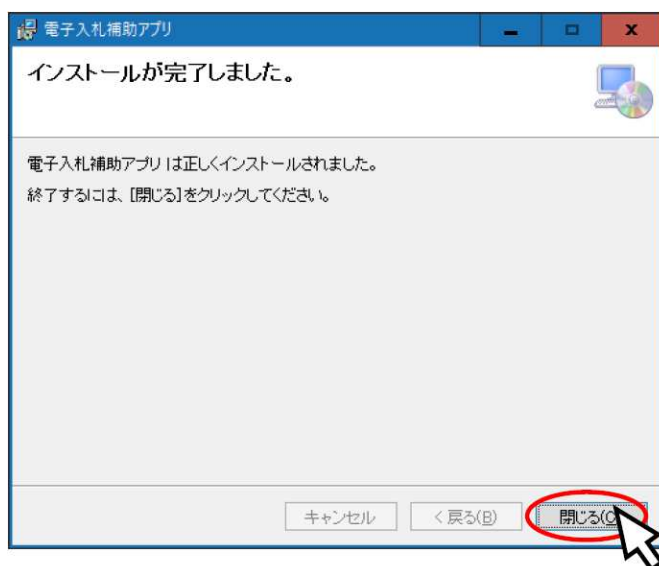 電子入札補助アプリ
インストールが完了しました。
電子入札補助アプリ は正しくインストールされました。
終了するには、[閉じる]をクリックしてください。
キャンセル
< 戻る(B)
閉じる(C